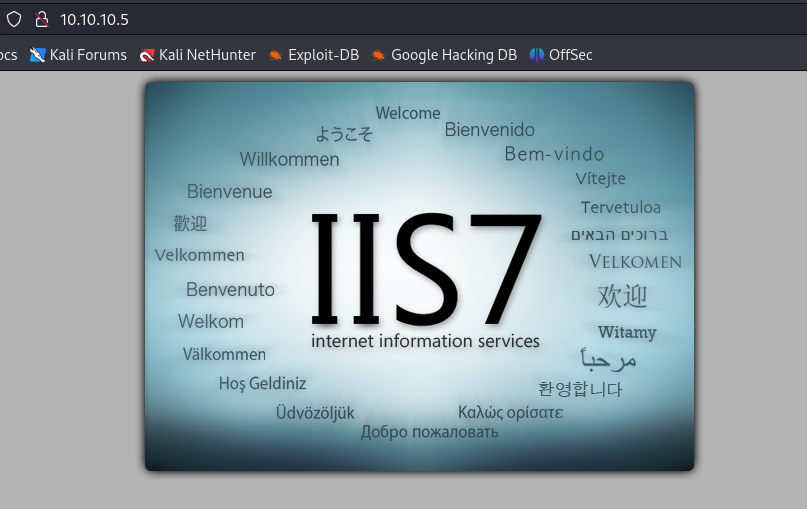 10.10.10.5
ocs Kali Forums Kali NetHunter Exploit-DB Google Hacking DB OffSec
Welcome
ようこそ
Bienvenido
Willkommen
Bem-vindo
Vítejte
Bienvenue
Tervetuloa
歡迎
ברוכים הבאים
Velkommen
VELKOMEN
Benvenuto
欢迎
IIS7
internet information services
Welkom
Witamy
Välkommen
مرحباً
Hoş Geldiniz
환영합니다
Üdvözöljük
Καλώς ορίσατε
Добро пожаловать